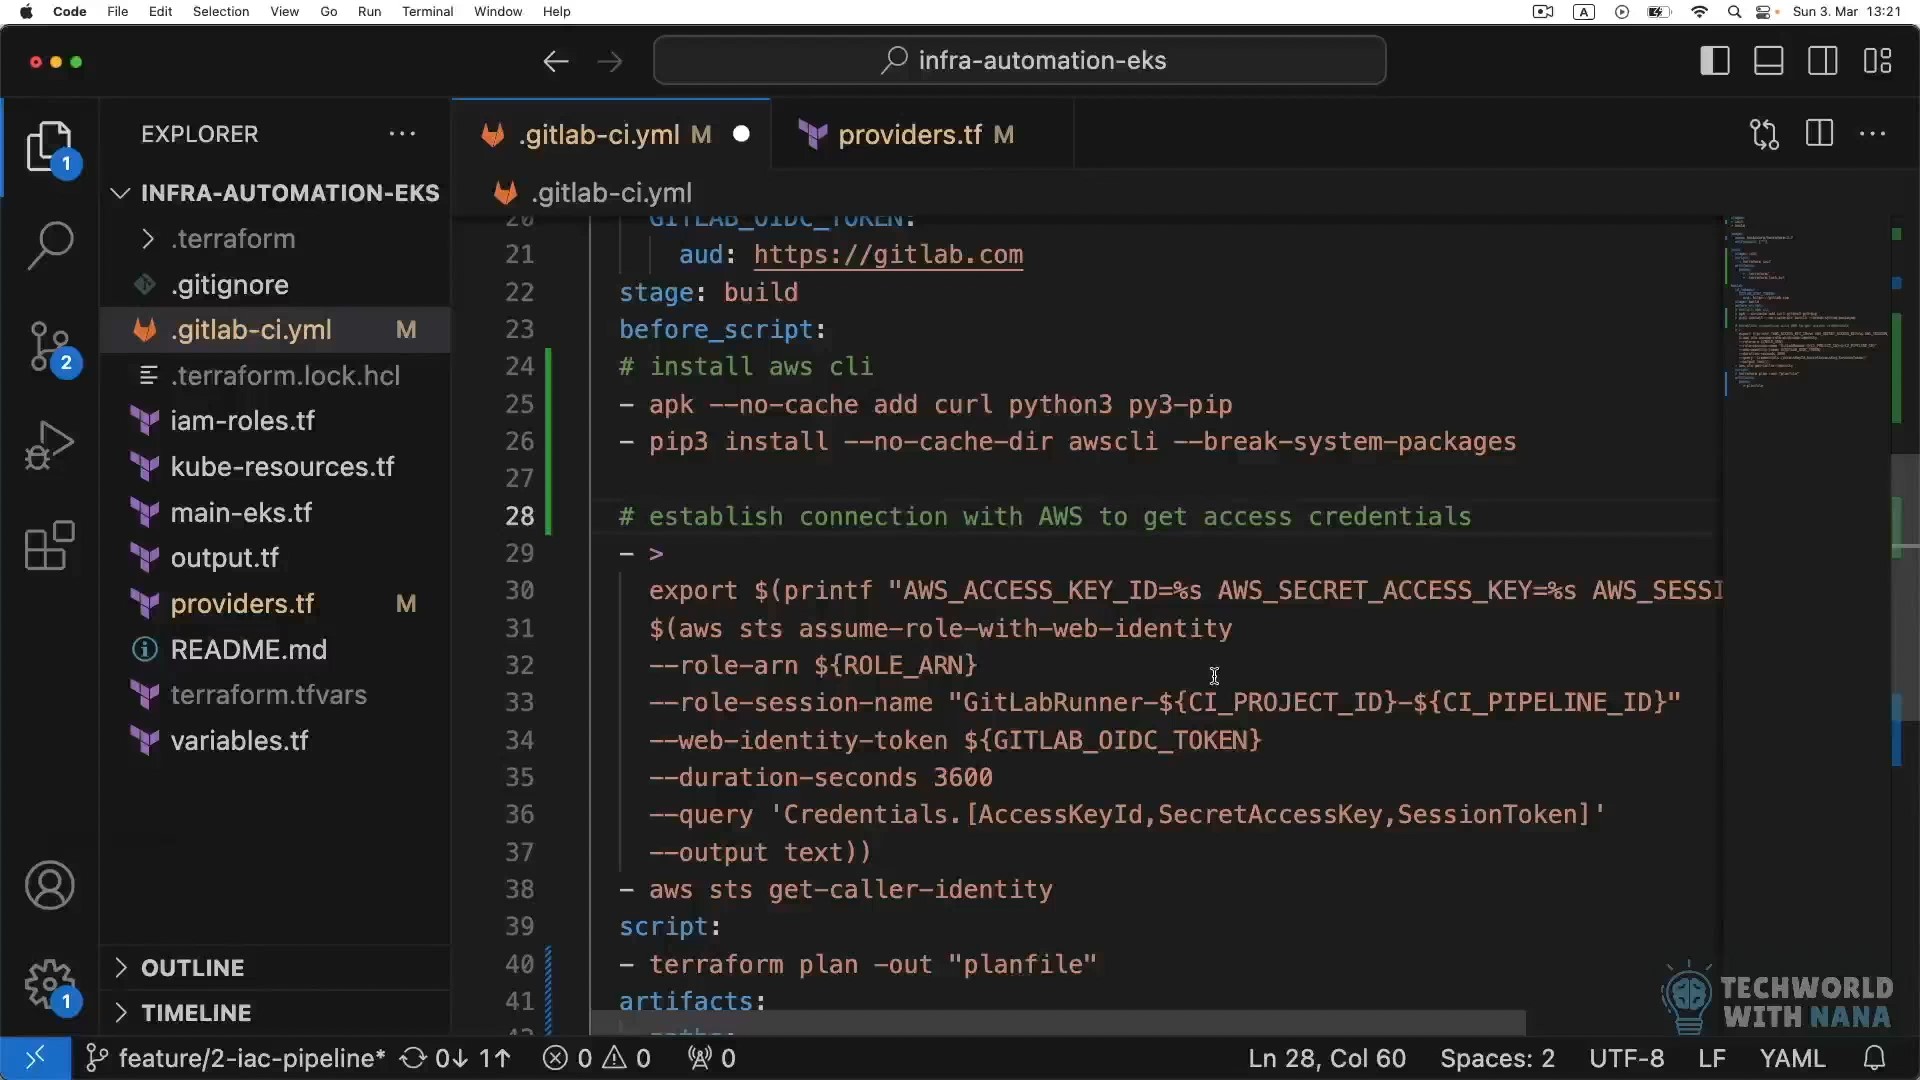 Code File Edit Selection View Go Run Terminal Window Help A Sun 3. Mar 13:21
infra-automation-eks
EXPLORER
.gitlab-ci.yml M
providers.tf M
1
INFRA-AUTOMATION-EKS
.gitlab-ci.yml
.terraform
.gitignore
.gitlab-ci.yml M
.terraform.lock.hcl
iam-roles.tf
kube-resources.tf
main-eks.tf
output.tf
providers.tf M
README.md
terraform.tfvars
variables.tf
2
OUTLINE
TIMELINE
1
20 GITLAB_OIDC_TOKEN:
21 aud: https://gitlab.com
22 stage: build
23 before_script:
24 # install aws cli
25 - apk --no-cache add curl python3 py3-pip
26 - pip3 install --no-cache-dir awscli --break-system-packages
27
28 # establish connection with AWS to get access credentials
29 - >
30 export $(printf "AWS_ACCESS_KEY_ID=%s AWS_SECRET_ACCESS_KEY=%s AWS_SESSI
31 $(aws sts assume-role-with-web-identity
32 --role-arn ${ROLE_ARN}
33 --role-session-name "GitLabRunner-${CI_PROJECT_ID}-${CI_PIPELINE_ID}"
34 --web-identity-token ${GITLAB_OIDC_TOKEN}
35 --duration-seconds 3600
36 --query 'Credentials.[AccessKeyId,SecretAccessKey,SessionToken]'
37 --output text))
38 - aws sts get-caller-identity
39 script:
40 - terraform plan -out "planfile"
41 artifacts:
TECHWORLD
WITH NANA
feature/2-iac-pipeline* 0↓ 1↑ 0 0 0 Ln 28, Col 60 Spaces: 2 UTF-8 LF YAML